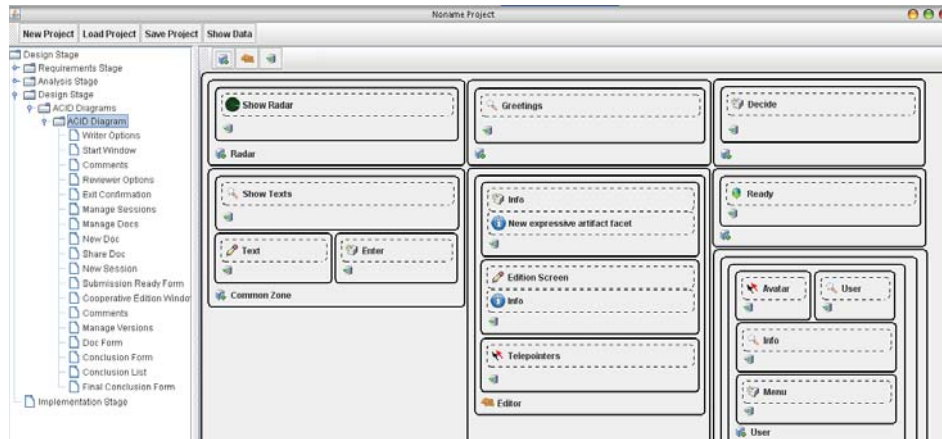 Noname Project
New Project Load Project Save Project Show Data
Design Stage
Requirements Stage
Analysis Stage
Design Stage
ACID Diagrams
ACID Diagram
Writer Options
Start Window
Comments
Reviewer Options
Exit Confirmation
Manage Sessions
Manage Docs
New Doc
Share Doc
New Session
Submission Ready Form
Cooperative Edition Windo
Comments
Manage Versions
Doc Form
Conclusion Form
Conclusion List
Final Conclusion Form
Implementation Stage
Show Radar
Radar
Show Texts
Text Enter
Common Zone
Greetings
Info
New expressive artifact facet
Edition Screen
Info
Telepointers
Editor
Decide
Ready
Avatar User
Info
Menu
User